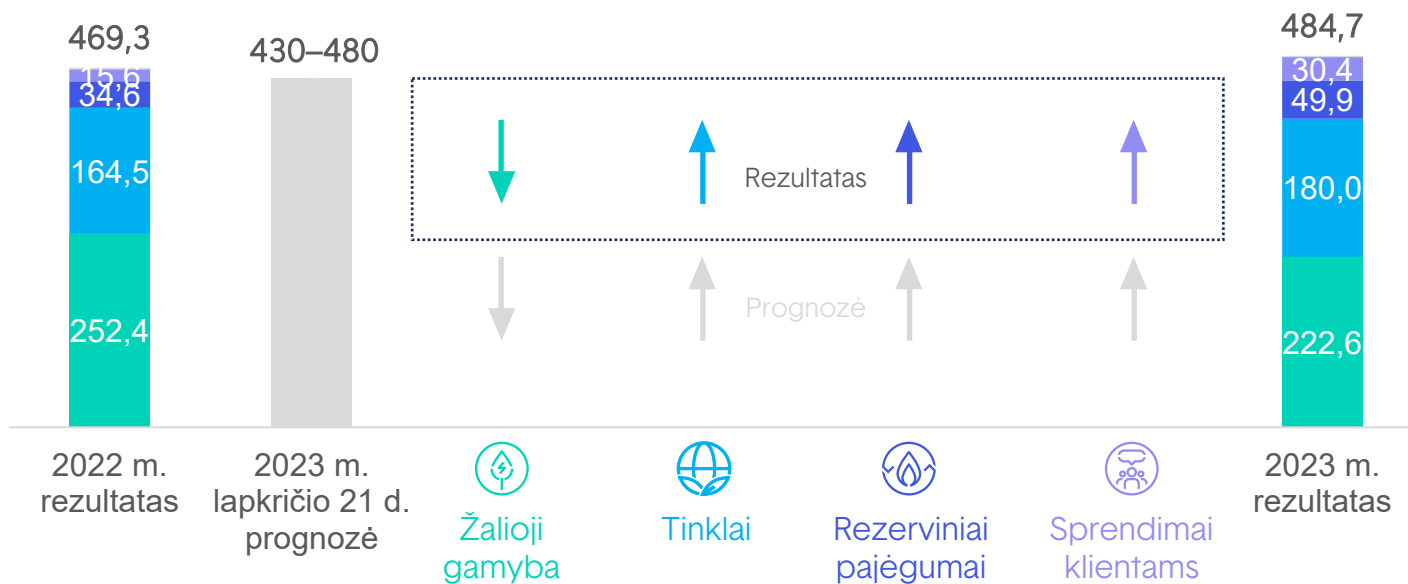 469,3
15,6
34,6
164,5
252,4
2022 m.
rezultatas
430–480
2023 m.
lapkričio 21 d.
prognozė
Rezultatas
Prognozė
Žalioji
gamyba
Tinklai
Rezerviniai
pajėgumai
Sprendimai
klientams
484,7
30,4
49,9
180,0
222,6
2023 m.
rezultatas